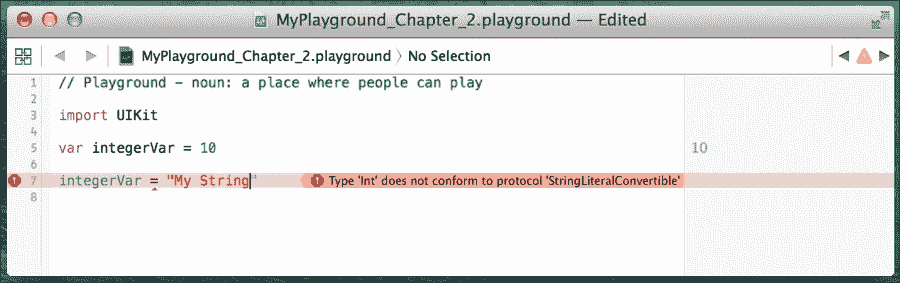 MyPlayground_Chapter_2.playground — Edited
MyPlayground_Chapter_2.playground 〉 No Selection
1 // Playground – noun: a place where people can play
2
3 import UIKit
4
5 var integerVar = 10 10
6
7 integerVar = "My String" Type 'Int' does not conform to protocol 'StringLiteralConvertible'
8